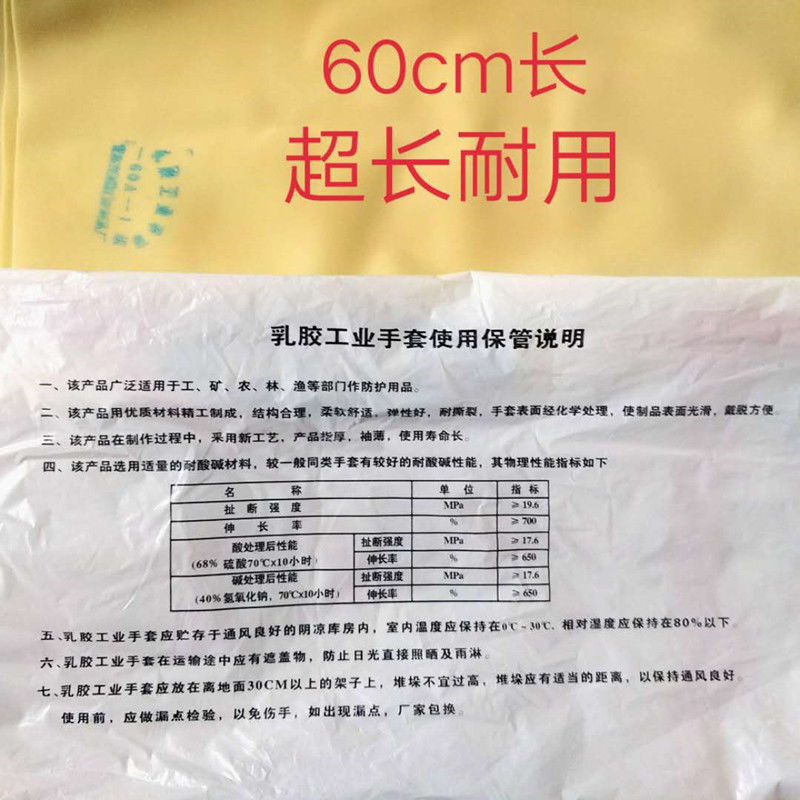 60cm长
超长耐用
60A
乳胶工业手套使用保管说明
一、该产品广泛适用于工、矿、农、林、渔等部门作防护用品。
二、该产品用优质材料精工制成，结构合理，柔软舒适，弹性好，耐撕裂，手套表面经化学处理，使制品表面光滑，戴脱方便。
三、该产品在制作过程中，采用新工艺，产品指厚，袖薄，使用寿命长。
四、该产品选用适量的耐酸碱材料，较一般同类手套有较好的耐酸碱性能，其物理性能指标如下
名 称 单 位 指 标
扯断强度 MPa ≥19.6
伸 长 率 % ≥700
酸处理后性能 扯断强度 MPa ≥17.6
(68% 硫酸70℃x10小时) 伸长率 % ≥650
碱处理后性能 扯断强度 MPa ≥17.6
(40%氢氧化钠，70℃x10小时) 伸长率 % ≥650
五、乳胶工业手套应贮存于通风良好的阴凉库房内，室内温度应保持在0℃~30℃，相对湿度应保持在80%以下。
六、乳胶工业手套在运输途中应有遮盖物，防止日光直接照晒及雨淋。
七、乳胶工业手套应放在离地面30CM以上的架子上，堆垛不宜过高，堆垛应有适当的距离，以保持通风良好。
使用前，应做漏点检验，以免伤手，如出现漏点，厂家包换。